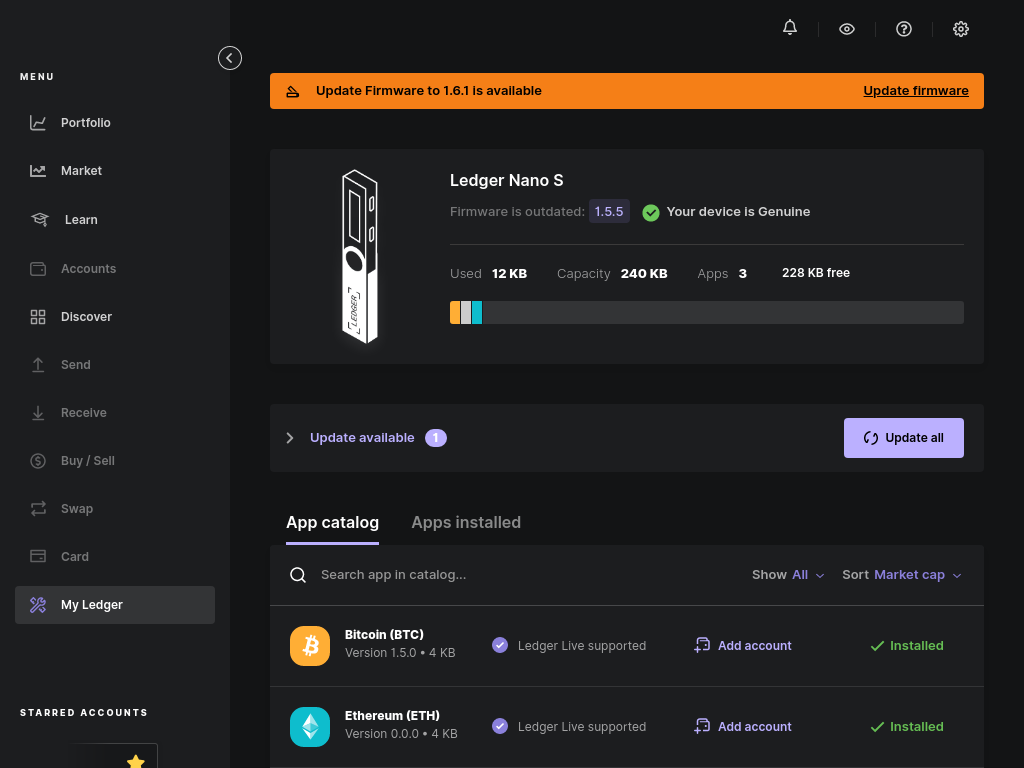 MENU
Portfolio
Market
Learn
Accounts
Discover
Send
Receive
Buy / Sell
Swap
Card
My Ledger
STARRED ACCOUNTS
Update Firmware to 1.6.1 is available
Update firmware
LEDGER
Ledger Nano S
Firmware is outdated: 1.5.5 Your device is Genuine
Used 12 KB Capacity 240 KB Apps 3 228 KB free
Update available 1
Update all
App catalog Apps installed
Search app in catalog... Show All Sort Market cap
Bitcoin (BTC)
Version 1.5.0 • 4 KB
Ledger Live supported
Add account
Installed
Ethereum (ETH)
Version 0.0.0 • 4 KB
Ledger Live supported
Add account
Installed